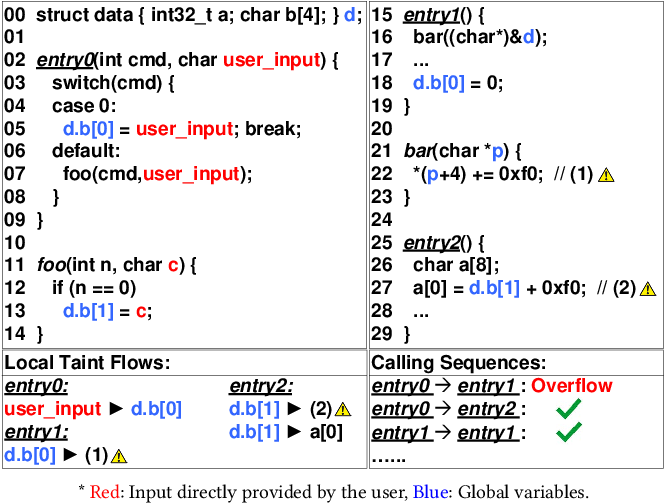 00 struct data { int32_t a; char b[4]; } d;
01
02 entry0(int cmd, char user_input) {
03 switch(cmd) {
04 case 0:
05 d.b[0] = user_input; break;
06 default:
07 foo(cmd,user_input);
08 }
09 }
10
11 foo(int n, char c) {
12 if (n == 0)
13 d.b[1] = c;
14 }
15 entry1() {
16 bar((char*)&d);
17 ...
18 d.b[0] = 0;
19 }
20
21 bar(char *p) {
22 *(p+4) += 0xf0; // (1)
23 }
24
25 entry2() {
26 char a[8];
27 a[0] = d.b[1] + 0xf0; // (2)
28 ...
29 }
Local Taint Flows:
entry0:
user_input ► d.b[0]
entry1:
d.b[0] ► (1)
entry2:
d.b[1] ► (2)
d.b[1] ► a[0]
Calling Sequences:
entry0 → entry1 : Overflow
entry0 → entry2 : ✓
entry1 → entry1 : ✓
......
* Red: Input directly provided by the user, Blue: Global variables.